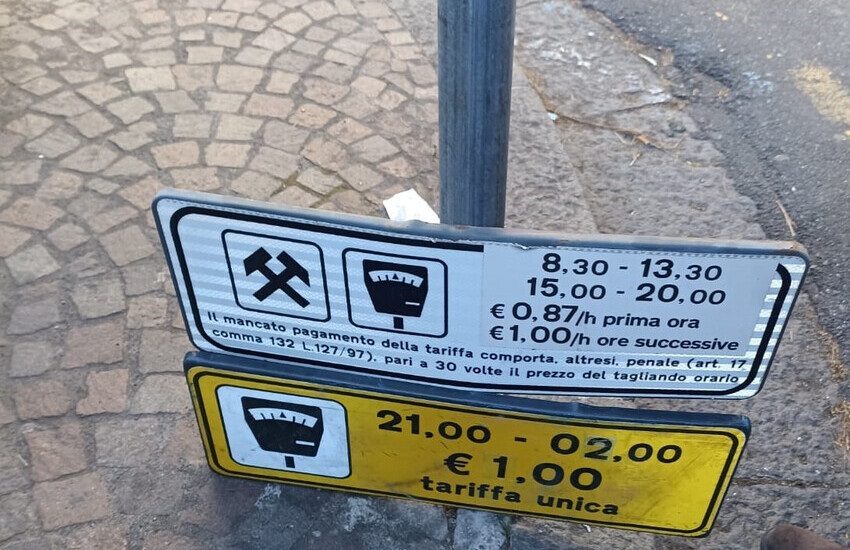 8,30 - 13,30
15,00 - 20,00
€ 0,87/h prima ora
€ 1,00/h ore successive
Il mancato pagamento della tariffa comporta, altresì, penale (art. 17
comma 132 L.127/97), pari a 30 volte il prezzo del tagliando orario
21,00 - 02,00
€ 1,00
tariffa unica